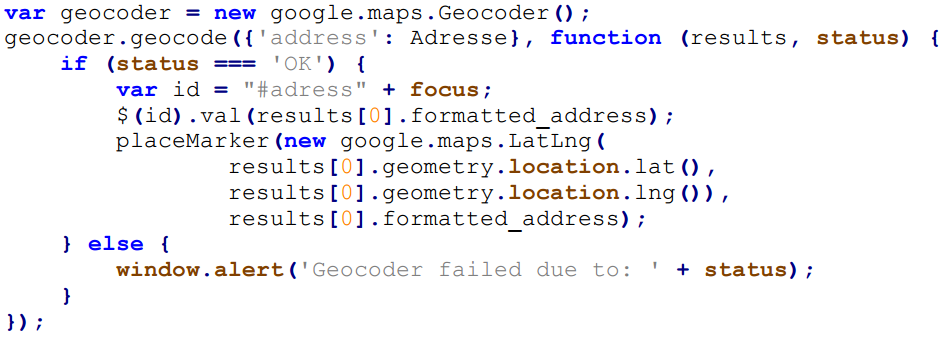 var geocoder = new google.maps.Geocoder();
geocoder.geocode({'address': Adresse}, function (results, status) {
    if (status === 'OK') {
        var id = "#adress" + focus;
        $(id).val(results[0].formatted_address);
        placeMarker(new google.maps.LatLng(
                results[0].geometry.location.lat(),
                results[0].geometry.location.lng()),
                results[0].formatted_address);
    } else {
        window.alert('Geocoder failed due to: ' + status);
    }
});